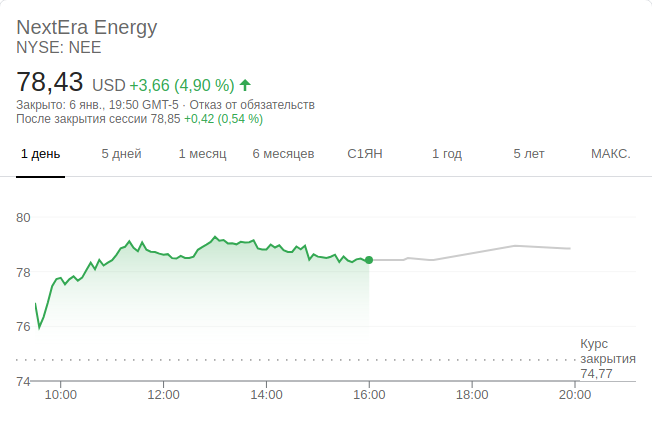 NextEra Energy
NYSE: NEE
78,43 USD +3,66 (4,90 %)
Закрыто: 6 янв., 19:50 GMT-5 · Отказ от обязательств
После закрытия сессии 78,85 +0,42 (0,54 %)
1 день 5 дней 1 месяц 6 месяцев С1ЯН 1 год 5 лет МАКС.
80
78
76
Курс
закрытия
74,77
74
10:00 12:00 14:00 16:00 18:00 20:00